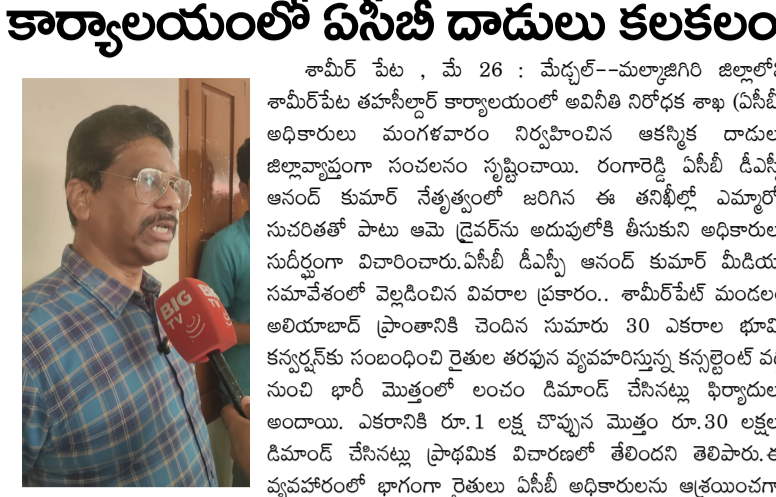 కార్యాలయంలో ఏసీబీ దాడులు కలకలం
శామీర్ పేట , మే 26 : మేడ్చల్--మల్కాజిగిరి జిల్లాలోని
శామీర్‌పేట తహసీల్దార్ కార్యాలయంలో అవినీతి నిరోధక శాఖ (ఏసీబీ
అధికారులు మంగళవారం నిర్వహించిన ఆకస్మిక దాడులు
జిల్లావ్యాప్తంగా సంచలనం సృష్టించాయి. రంగారెడ్డి ఏసీబీ డీఎస్పీ
ఆనంద్ కుమార్ నేతృత్వంలో జరిగిన ఈ తనిఖీల్లో ఎమ్మారో
సుచరితతో పాటు ఆమె డ్రైవర్‌ను అదుపులోకి తీసుకుని అధికారులు
సుదీర్ఘంగా విచారించారు.ఏసీబీ డీఎస్పీ ఆనంద్ కుమార్ మీడియా
సమావేశంలో వెల్లడించిన వివరాల ప్రకారం.. శామీర్‌పేట్ మండలం
అలియాబాద్ ప్రాంతానికి చెందిన సుమారు 30 ఎకరాల భూమి
కన్వర్షన్‌కు సంబంధించి రైతుల తరఫున వ్యవహరిస్తున్న కన్సల్టెంట్ వద్ద
నుంచి భారీ మొత్తంలో లంచం డిమాండ్ చేసినట్లు ఫిర్యాదులు
అందాయి. ఎకరానికి రూ.1 లక్ష చొప్పున మొత్తం రూ.30 లక్షలు
డిమాండ్ చేసినట్లు ప్రాథమిక విచారణలో తేలిందని తెలిపారు.ఈ
వ్యవహారంలో భాగంగా రైతులు ఏసీబీ అధికారులను ఆశ్రయించగా
BIG
TV